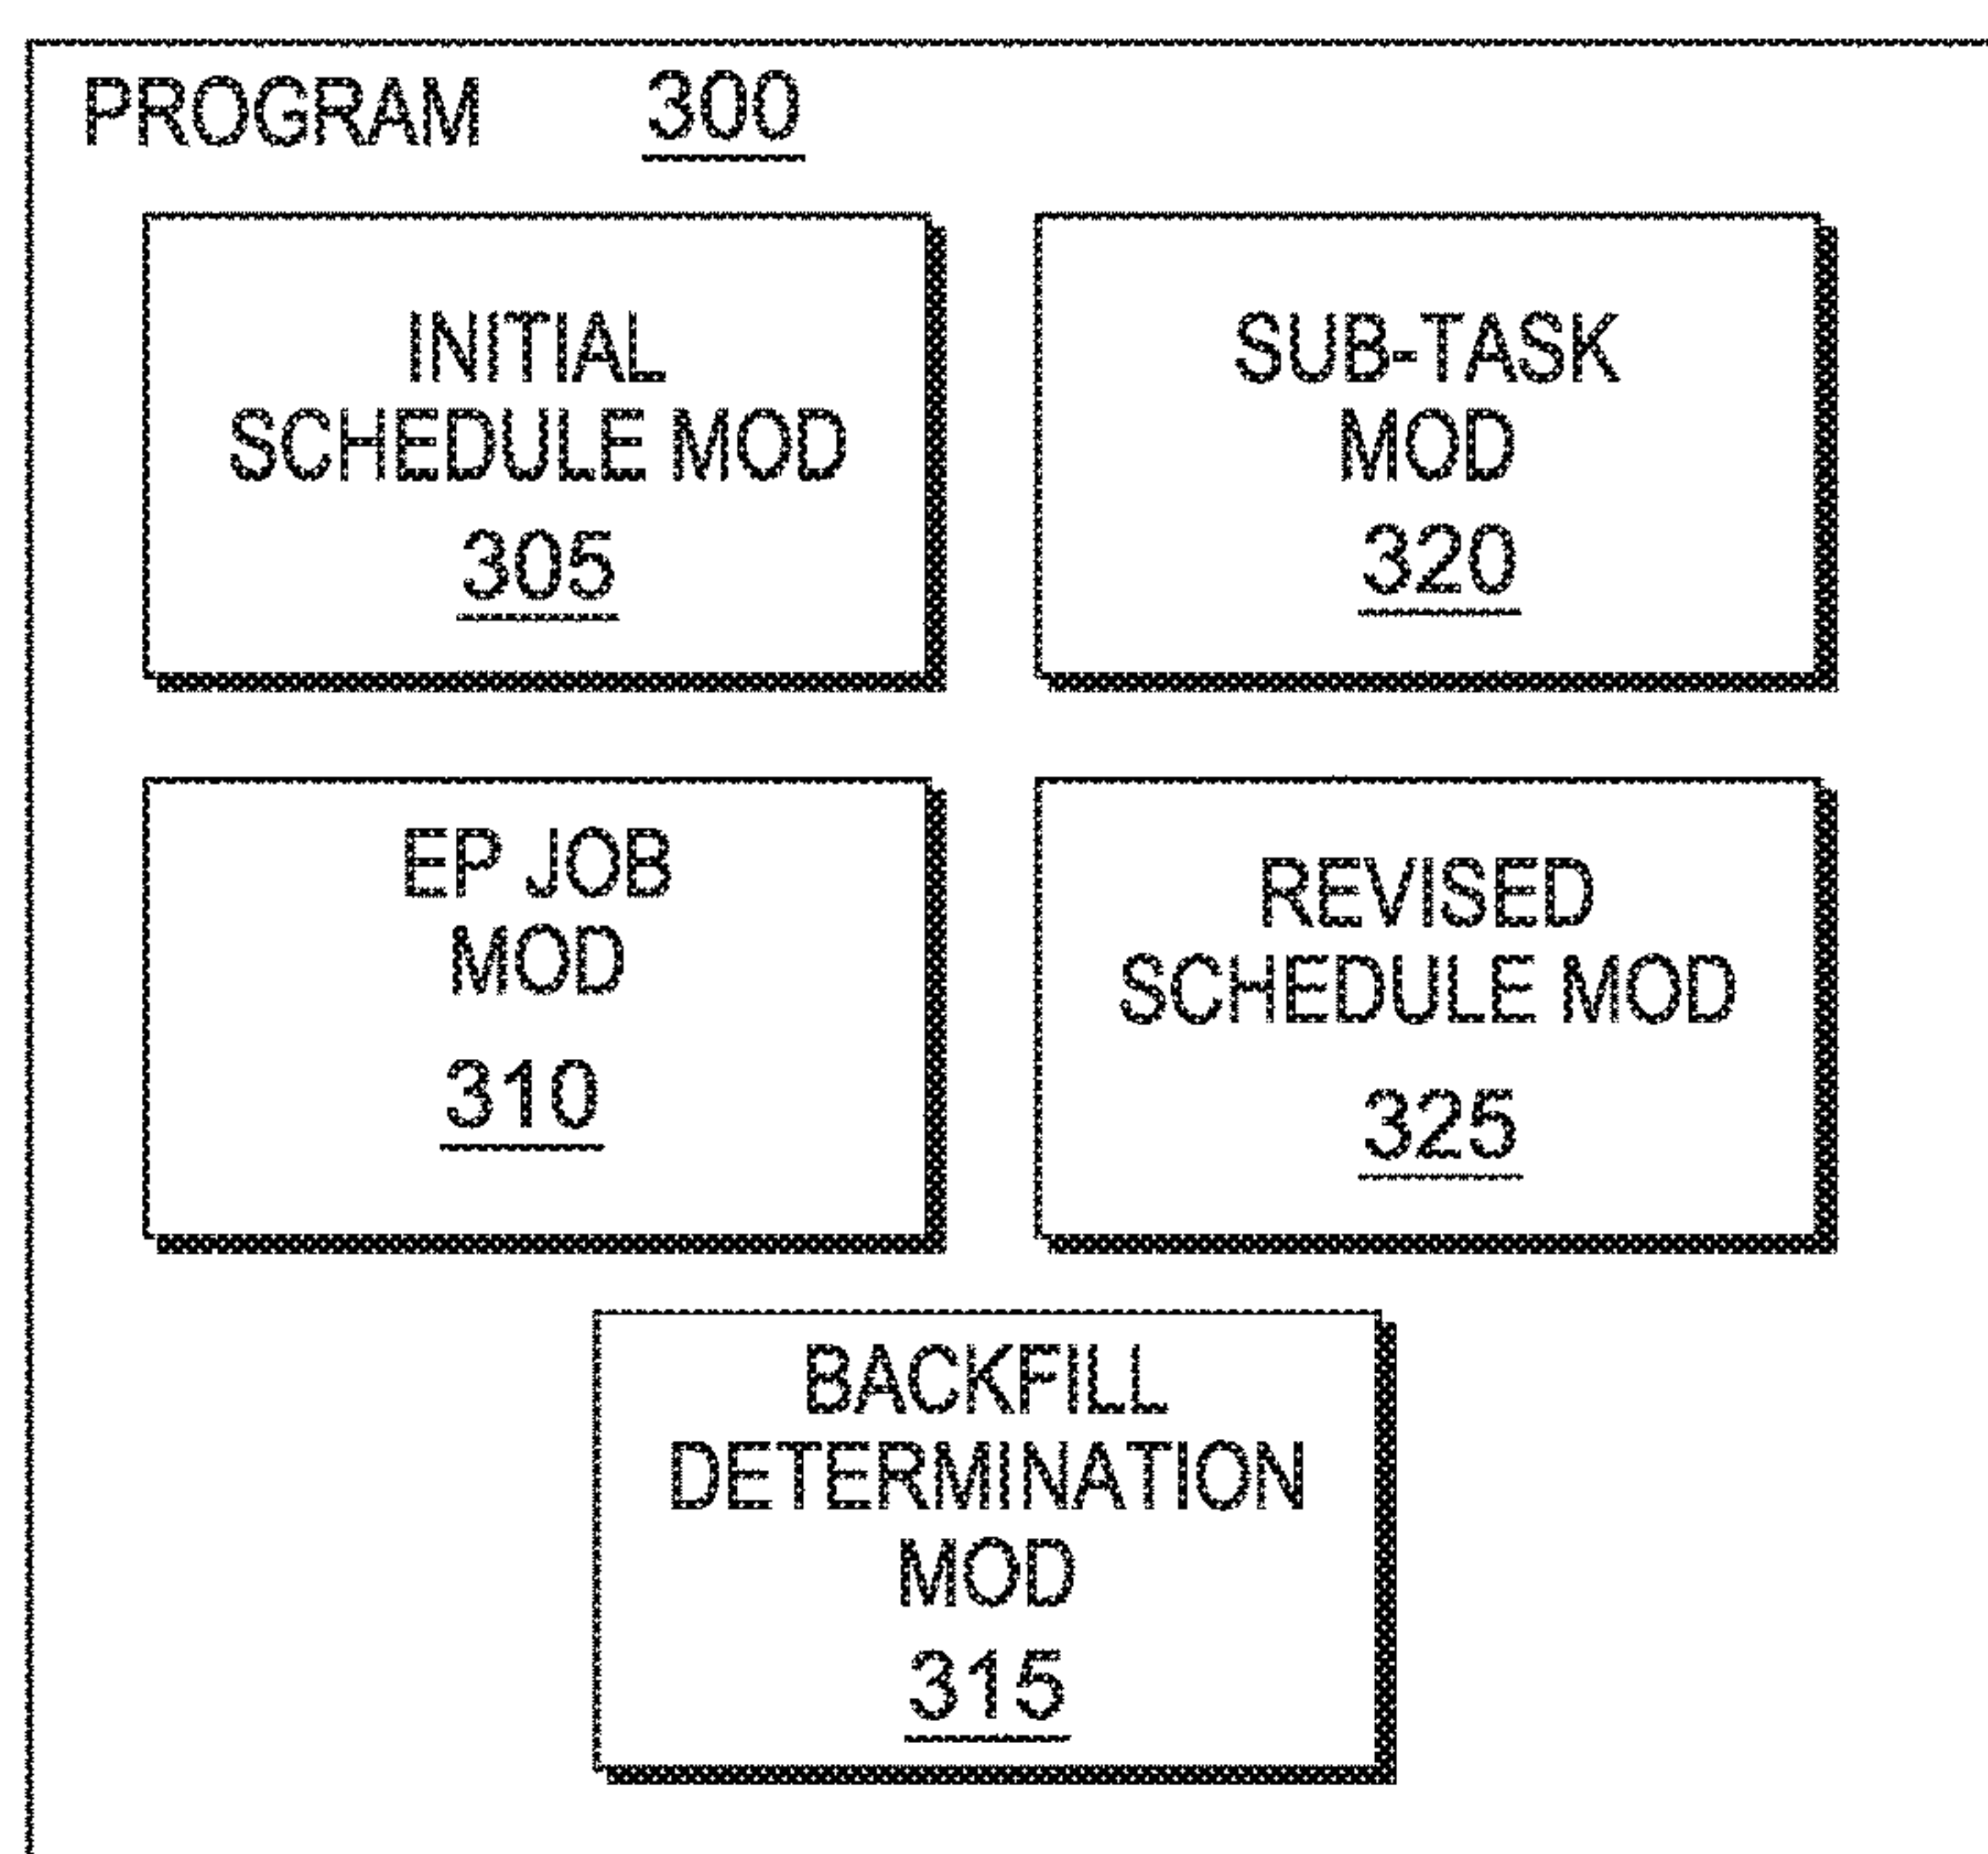 PROGRAM 300
INITIAL
SCHEDULE MOD
305
SUB-TASK
MOD
320
EP JOB
MOD
310
REVISED
SCHEDULE MOD
325
BACKFILL
DETERMINATION
MOD
315